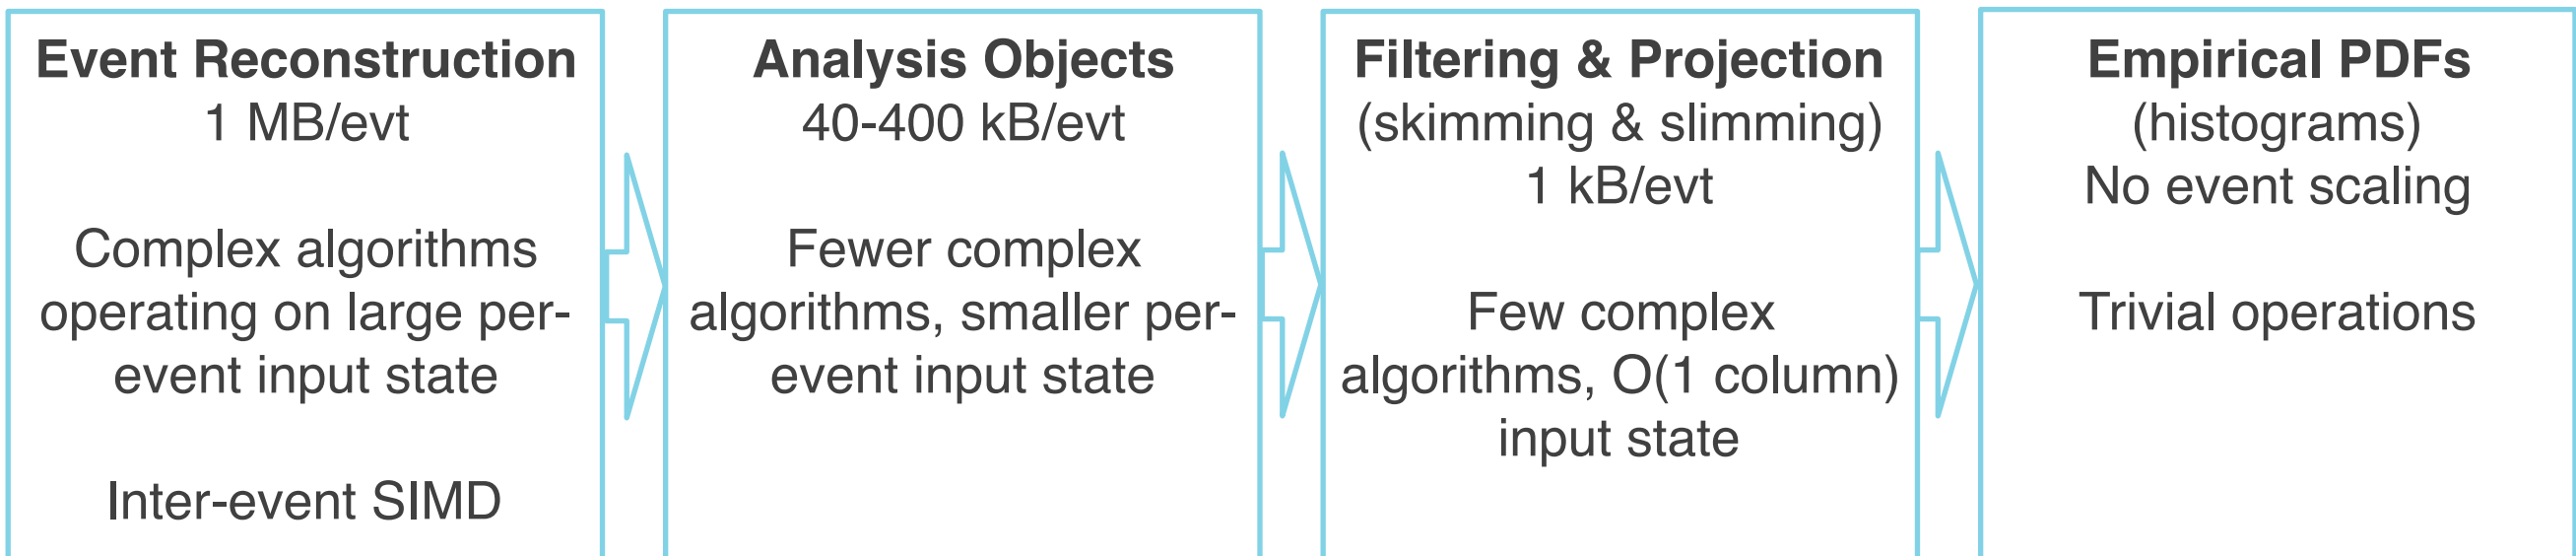 Event Reconstruction
1 MB/evt
Complex algorithms
operating on large per-
event input state
Inter-event SIMD
Analysis Objects
40-400 kB/evt
Fewer complex
algorithms, smaller per-
event input state
Filtering & Projection
(skimming & slimming)
1 kB/evt
Few complex
algorithms, O(1 column)
input state
Empirical PDFs
(histograms)
No event scaling
Trivial operations